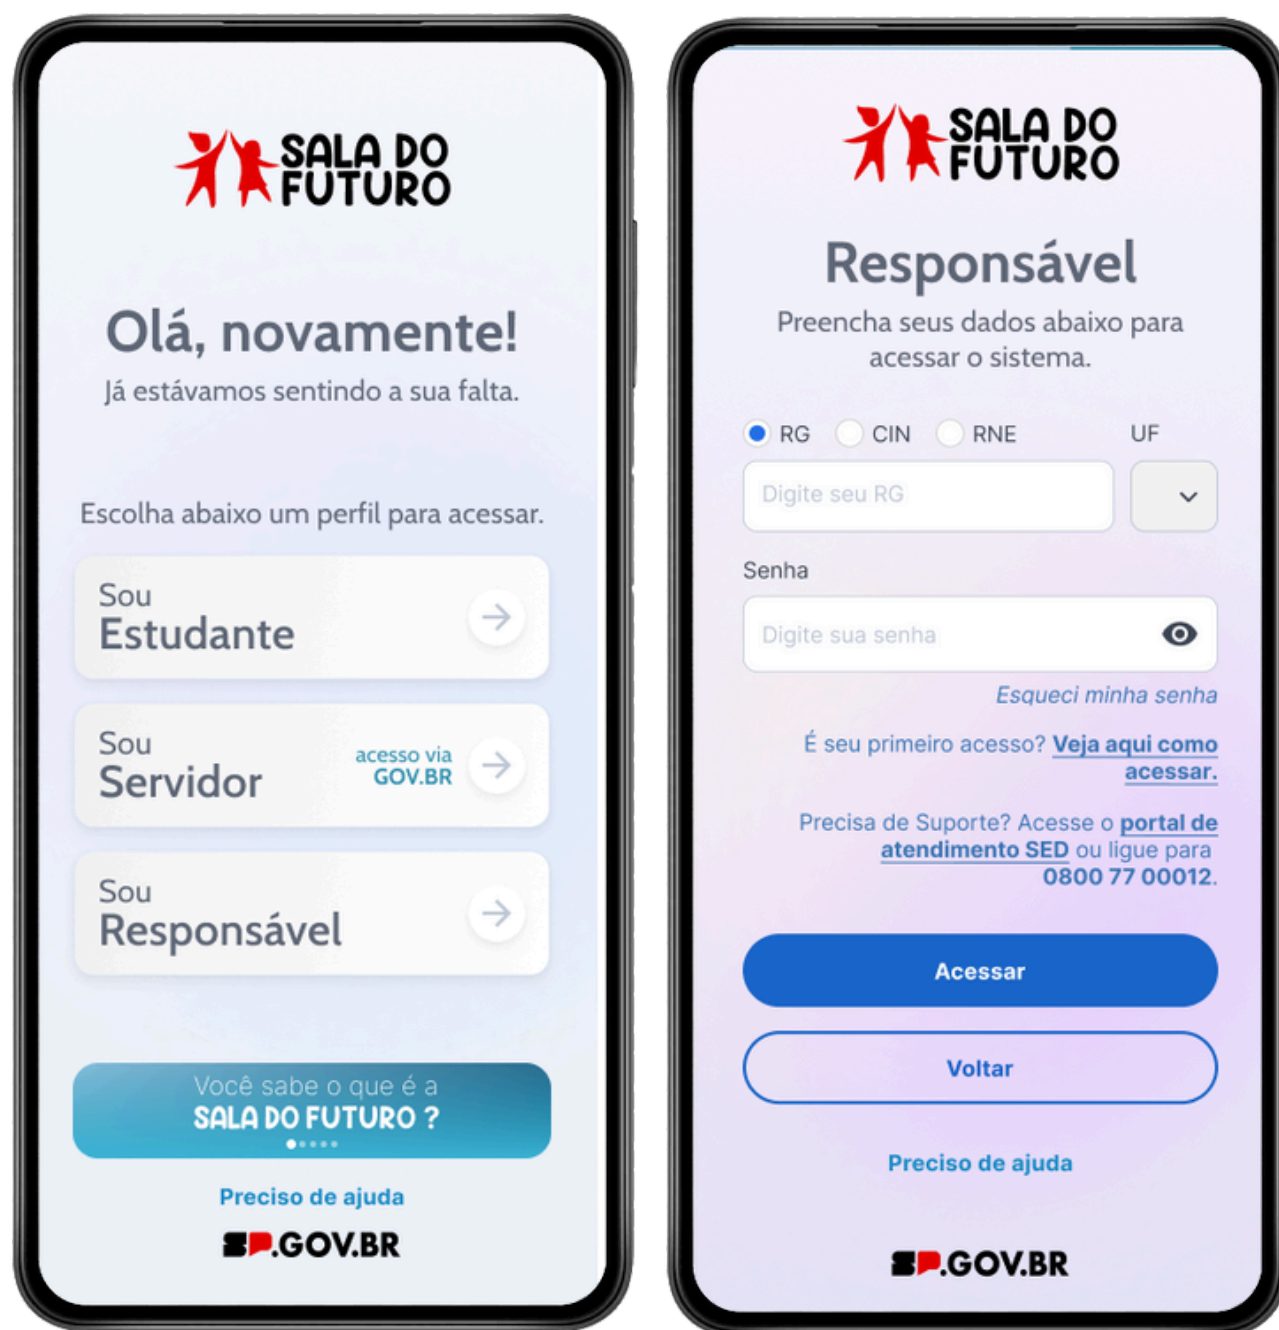 SALA DO
FUTURO
Olá, novamente!
Já estávamos sentindo a sua falta.
Escolha abaixo um perfil para acessar.
Sou
Estudante
Sou
Servidor
acesso via
GOV.BR
Sou
Responsável
Você sabe o que é a
SALA DO FUTURO ?
Preciso de ajuda
SP.GOV.BR
SALA DO
FUTURO
Responsável
Preencha seus dados abaixo para
acessar o sistema.
RG CIN RNE UF
Digite seu RG
Senha
Digite sua senha
Esqueci minha senha
É seu primeiro acesso? Veja aqui como
acessar.
Precisa de Suporte? Acesse o portal de
atendimento SED ou ligue para
0800 77 00012.
Acessar
Voltar
Preciso de ajuda
SP.GOV.BR